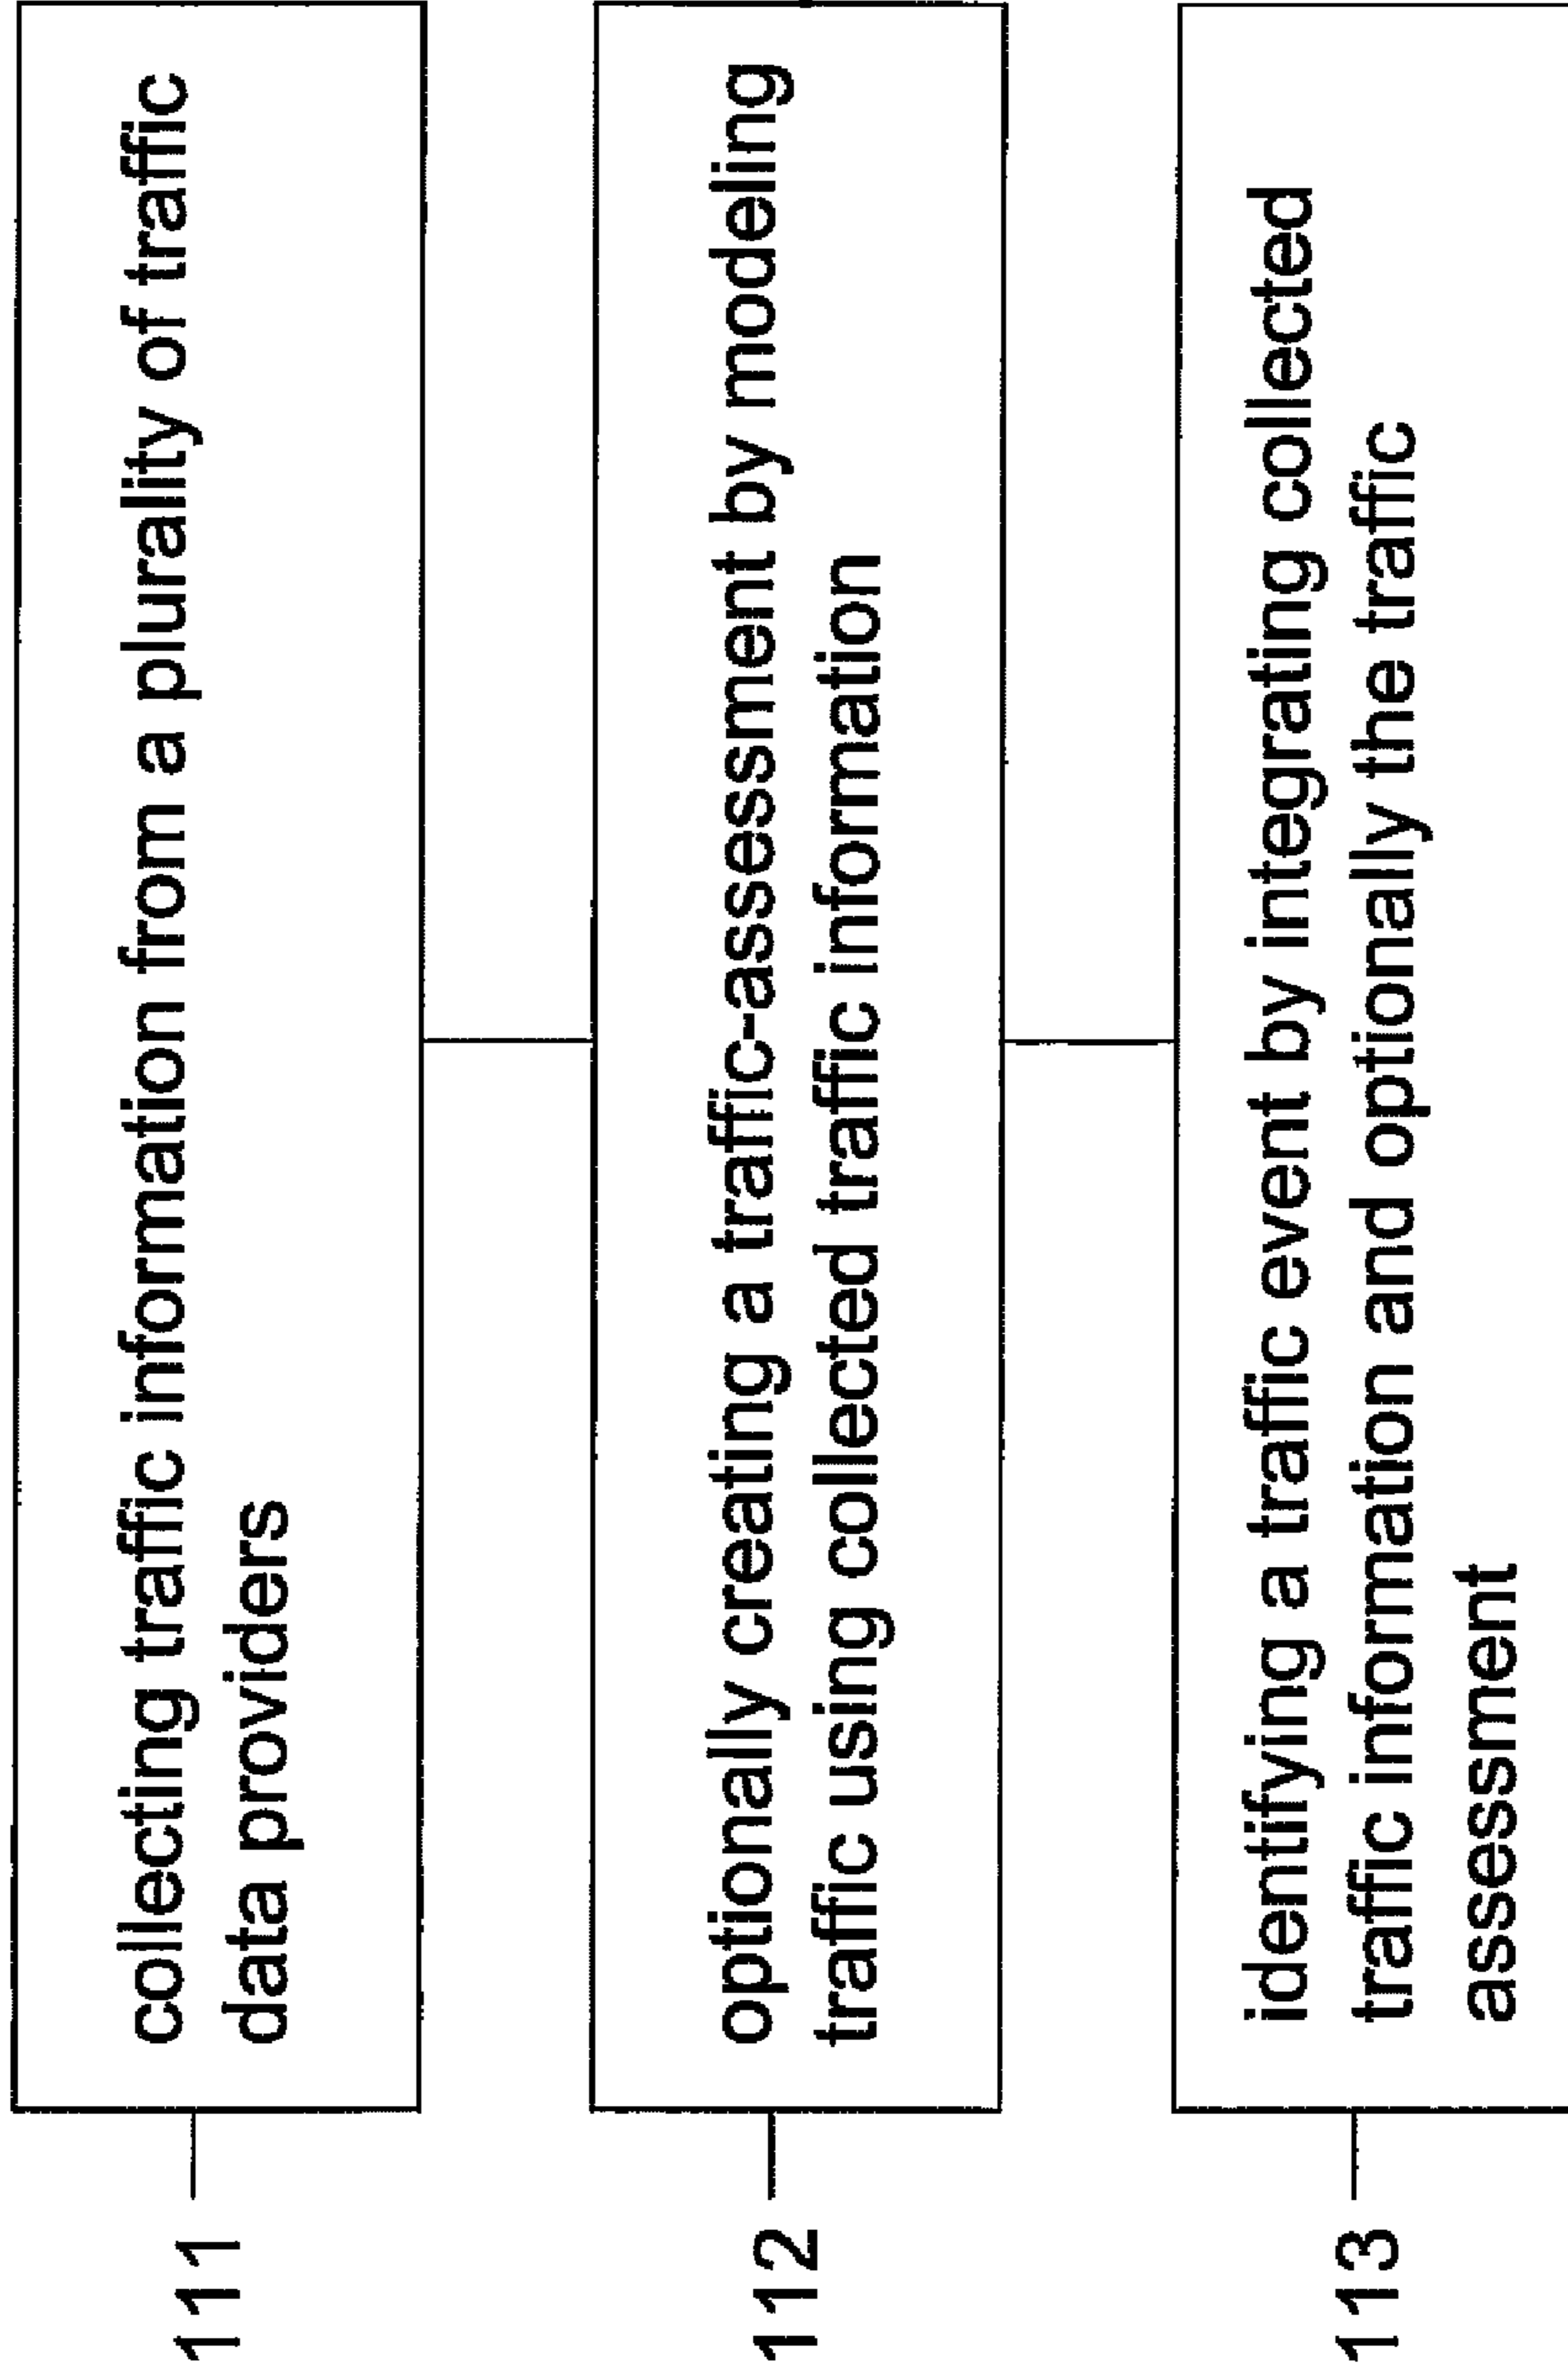 111
collecting traffic information from a plurality of traffic
data providers
112
optionally creating a traffic-assessment by modeling
traffic using collected traffic information
113
identifying a traffic event by integrating collected
traffic information and optionally the traffic
assessment